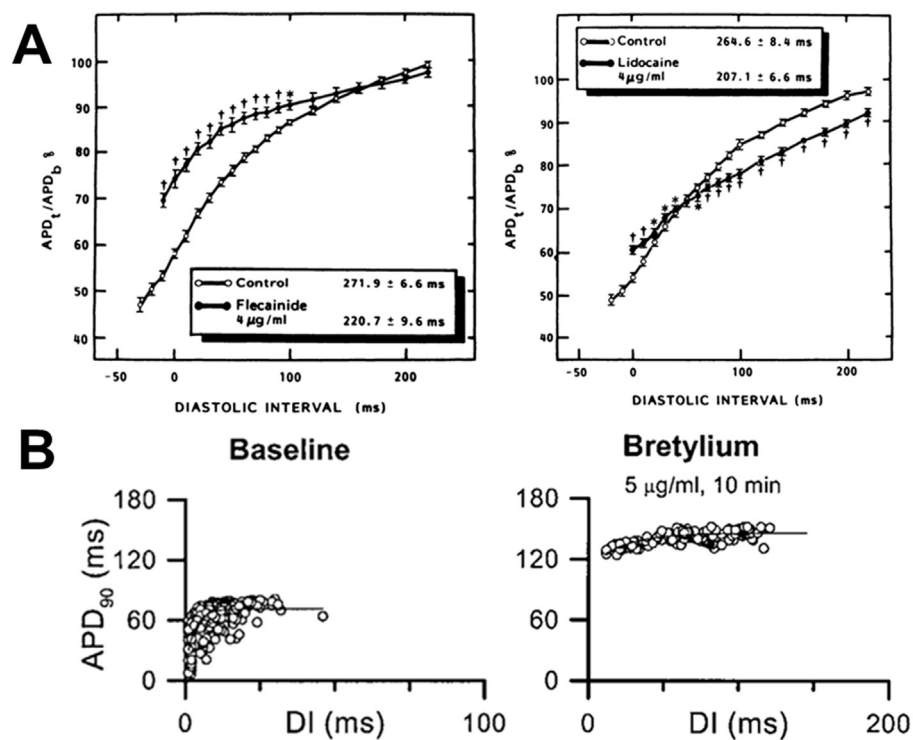 A
APDt/APDb %
100
90
80
70
60
50
40
Control 271.9 ± 6.6 ms
Flecainide
4 µg/ml 220.7 ± 9.6 ms
-50 0 100 200
DIASTOLIC INTERVAL (ms)
APDt/APDb %
100
90
80
70
60
50
40
Control 264.6 ± 8.4 ms
Lidocaine
4 µg/ml 207.1 ± 6.6 ms
-50 0 100 200
DIASTOLIC INTERVAL (ms)
B
Baseline
APD90 (ms)
180
120
60
0
0 100
DI (ms)
Bretylium
5 µg/ml, 10 min
180
120
60
0
0 100 200
DI (ms)